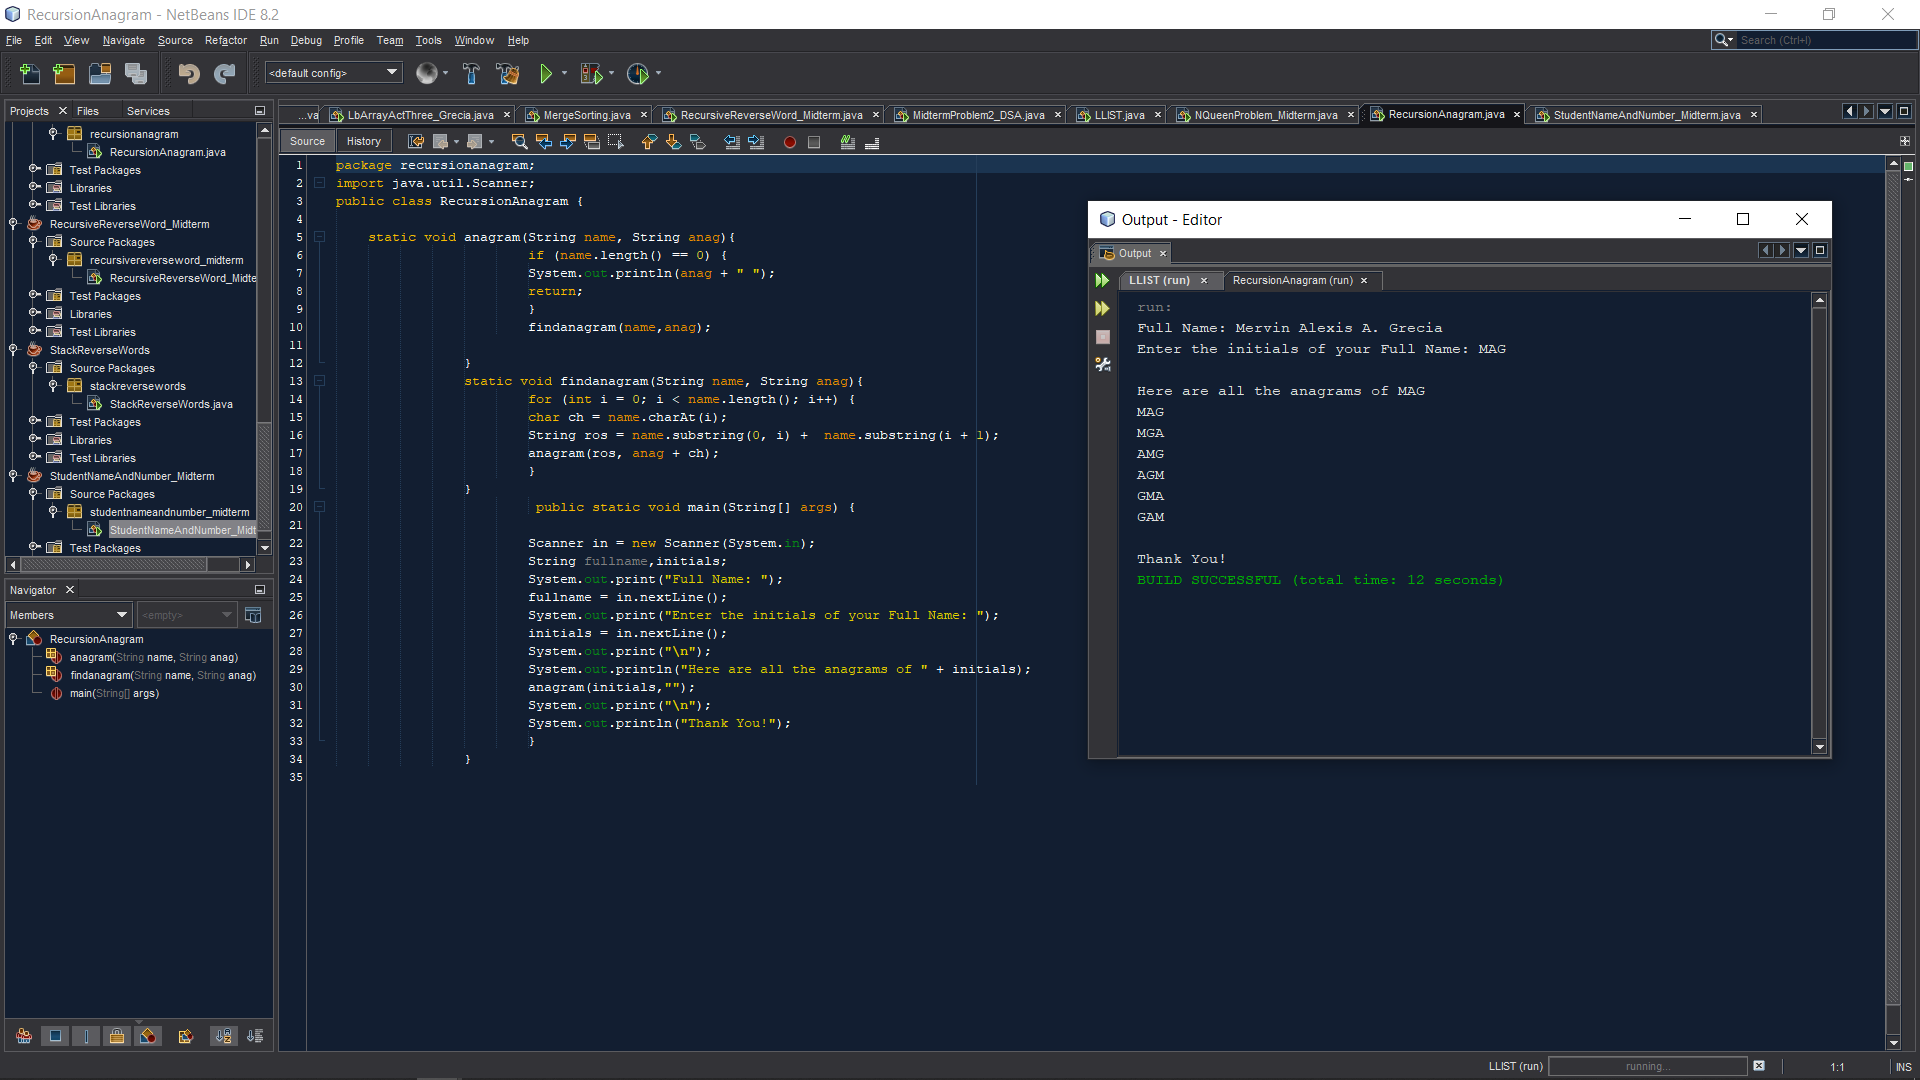 RecursionAnagram - NetBeans IDE 8.2
File Edit View Navigate Source Refactor Run Debug Profile Team Tools Window Help
Search (Ctrl+I)
<default config>
Projects Files Services
recursionanagram
RecursionAnagram.java
Test Packages
Libraries
Test Libraries
RecursiveReverseWord_Midterm
Source Packages
recursivereverseword_midterm
RecursiveReverseWord_Midte
Test Packages
Libraries
Test Libraries
StackReverseWords
Source Packages
stackreversewords
StackReverseWords.java
Test Packages
Libraries
Test Libraries
StudentNameAndNumber_Midterm
Source Packages
studentnameandnumber_midterm
StudentNameAndNumber_Midt
Test Packages
Navigator
Members <empty>
RecursionAnagram
anagram(String name, String anag)
findanagram(String name, String anag)
main(String[] args)
...va LbArrayActThree_Grecia.java MergeSorting.java RecursiveReverseWord_Midterm.java MidtermProblem2_DSA.java LLIST.java NQueenProblem_Midterm.java RecursionAnagram.java StudentNameAndNumber_Midterm.java
Source History
1 package recursionanagram;
2 import java.util.Scanner;
3 public class RecursionAnagram {
4
5 static void anagram(String name, String anag){
6 if (name.length() == 0) {
7 System.out.println(anag + " ");
8 return;
9 }
10 findanagram(name,anag);
11
12 }
13 static void findanagram(String name, String anag){
14 for (int i = 0; i < name.length(); i++) {
15 char ch = name.charAt(i);
16 String ros = name.substring(0, i) +  name.substring(i + 1);
17 anagram(ros, anag + ch);
18 }
19 }
20 public static void main(String[] args) {
21
22 Scanner in = new Scanner(System.in);
23 String fullname,initials;
24 System.out.print("Full Name: ");
25 fullname = in.nextLine();
26 System.out.print("Enter the initials of your Full Name: ");
27 initials = in.nextLine();
28 System.out.print("\n");
29 System.out.println("Here are all the anagrams of " + initials);
30 anagram(initials,"");
31 System.out.print("\n");
32 System.out.println("Thank You!");
33 }
34 }
35
Output - Editor
Output
LLIST (run) RecursionAnagram (run)
run:
Full Name: Mervin Alexis A. Grecia
Enter the initials of your Full Name: MAG
Here are all the anagrams of MAG
MAG
MGA
AMG
AGM
GMA
GAM
Thank You!
BUILD SUCCESSFUL (total time: 12 seconds)
LLIST (run) running... 1:1 INS